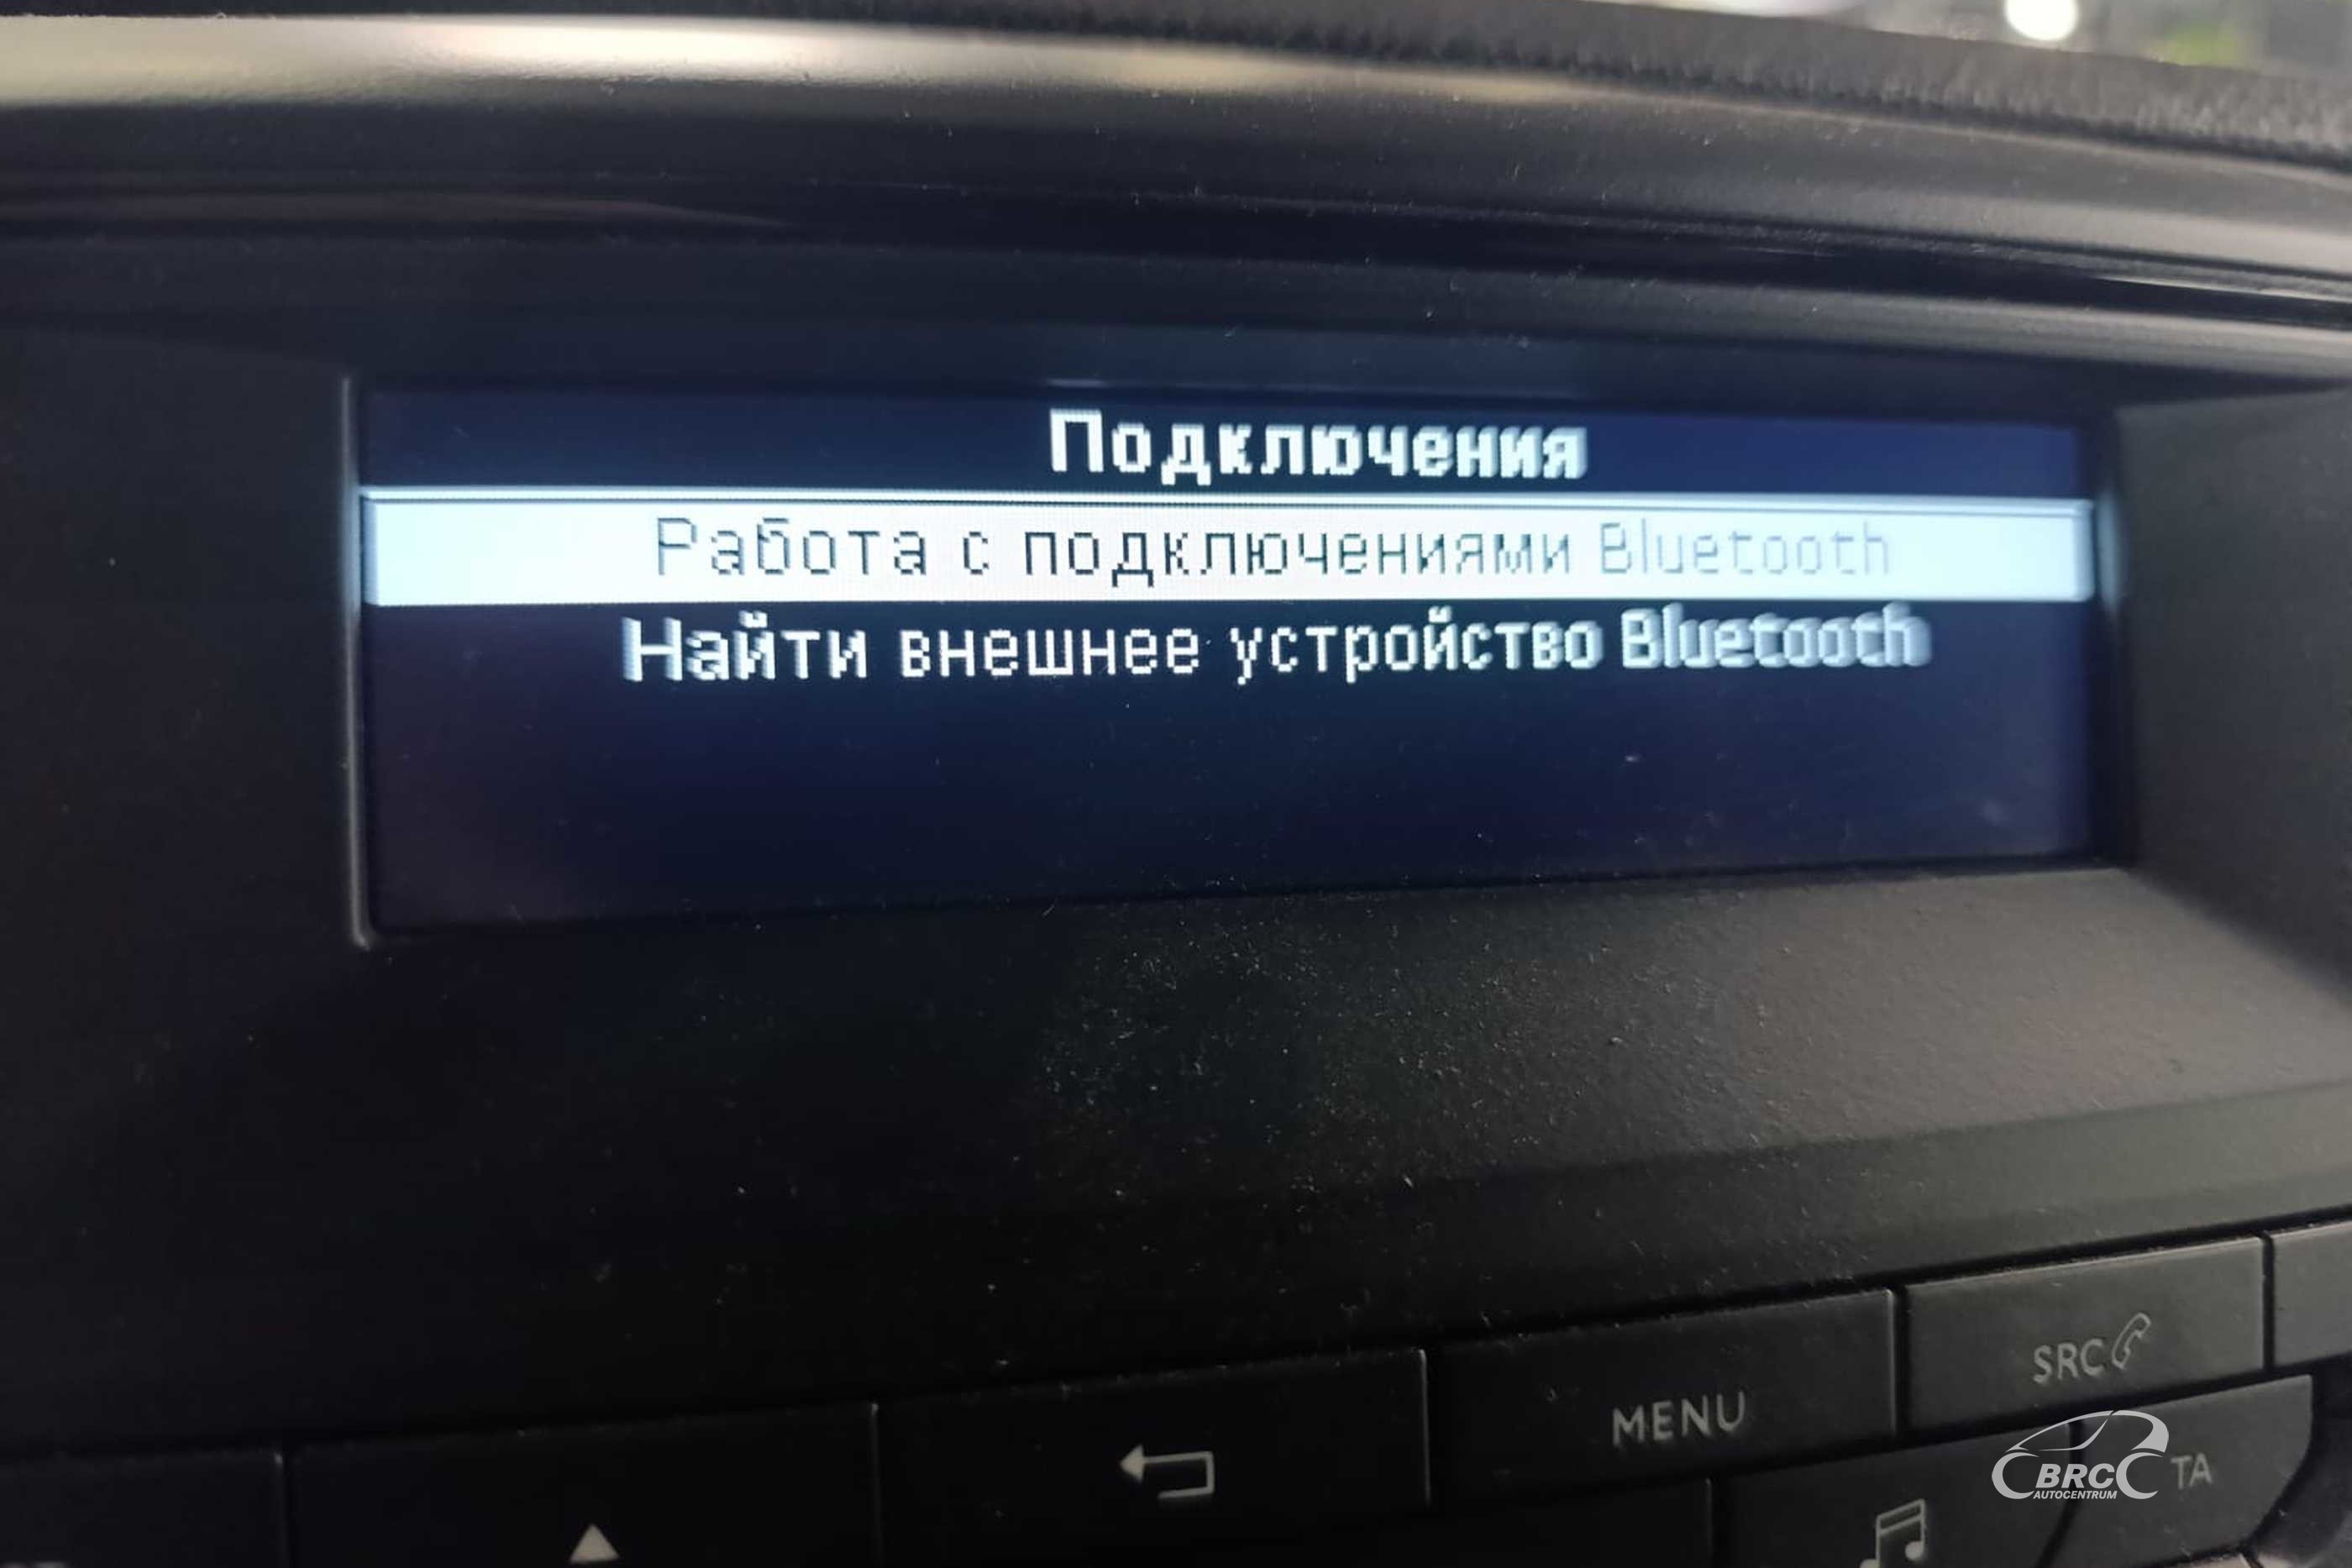 Подключения
Работа с подключениями Bluetooth
Найти внешнее устройство Bluetooth
SRC
MENU
TA
BRC
AUTOCENTRUM